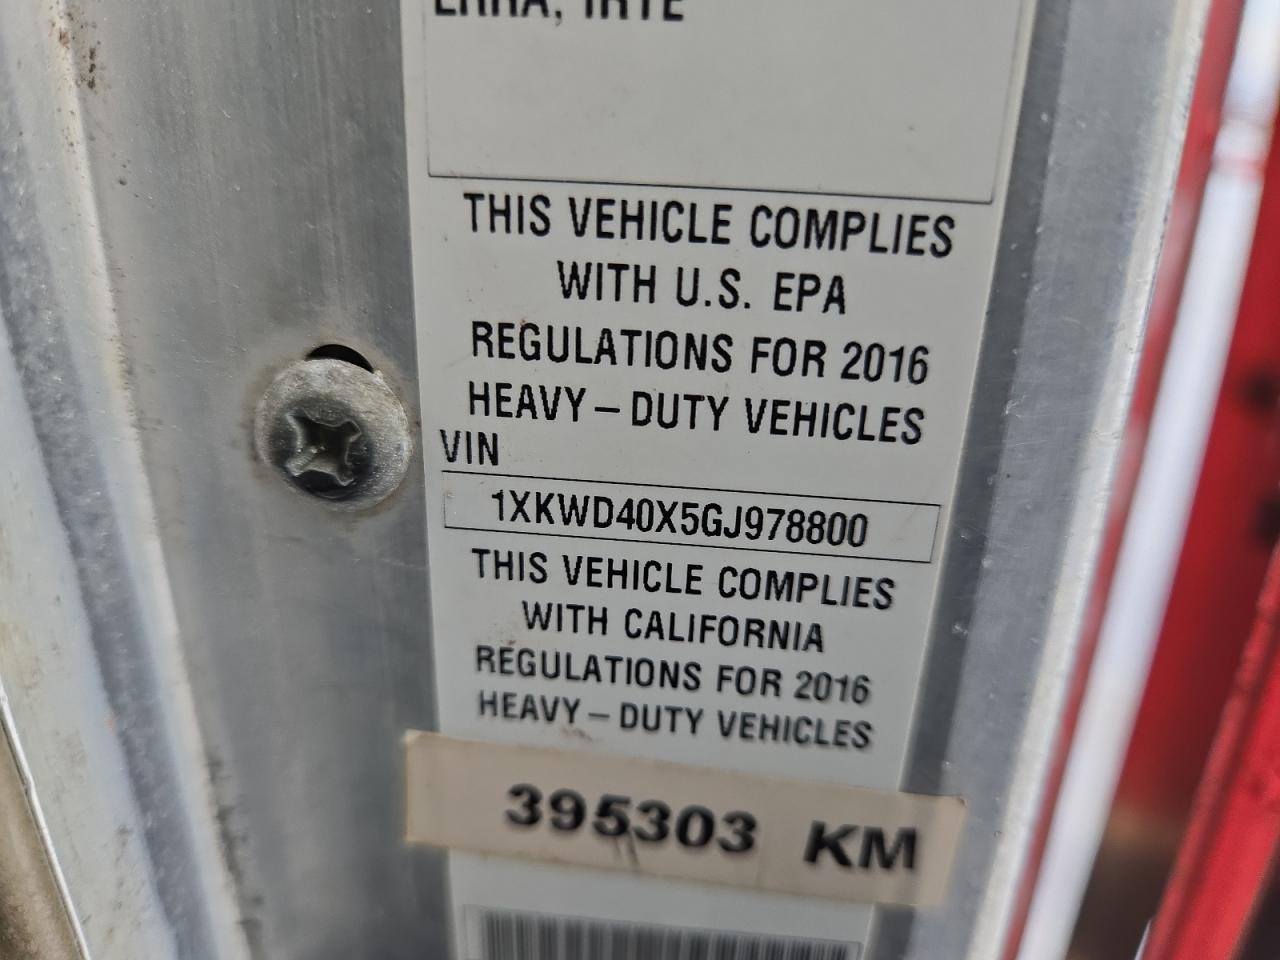 THIS VEHICLE COMPLIES
WITH U.S. EPA
REGULATIONS FOR 2016
HEAVY – DUTY VEHICLES
VIN
1XKWD40X5GJ978800
THIS VEHICLE COMPLIES
WITH CALIFORNIA
REGULATIONS FOR 2016
HEAVY – DUTY VEHICLES
395303 KM